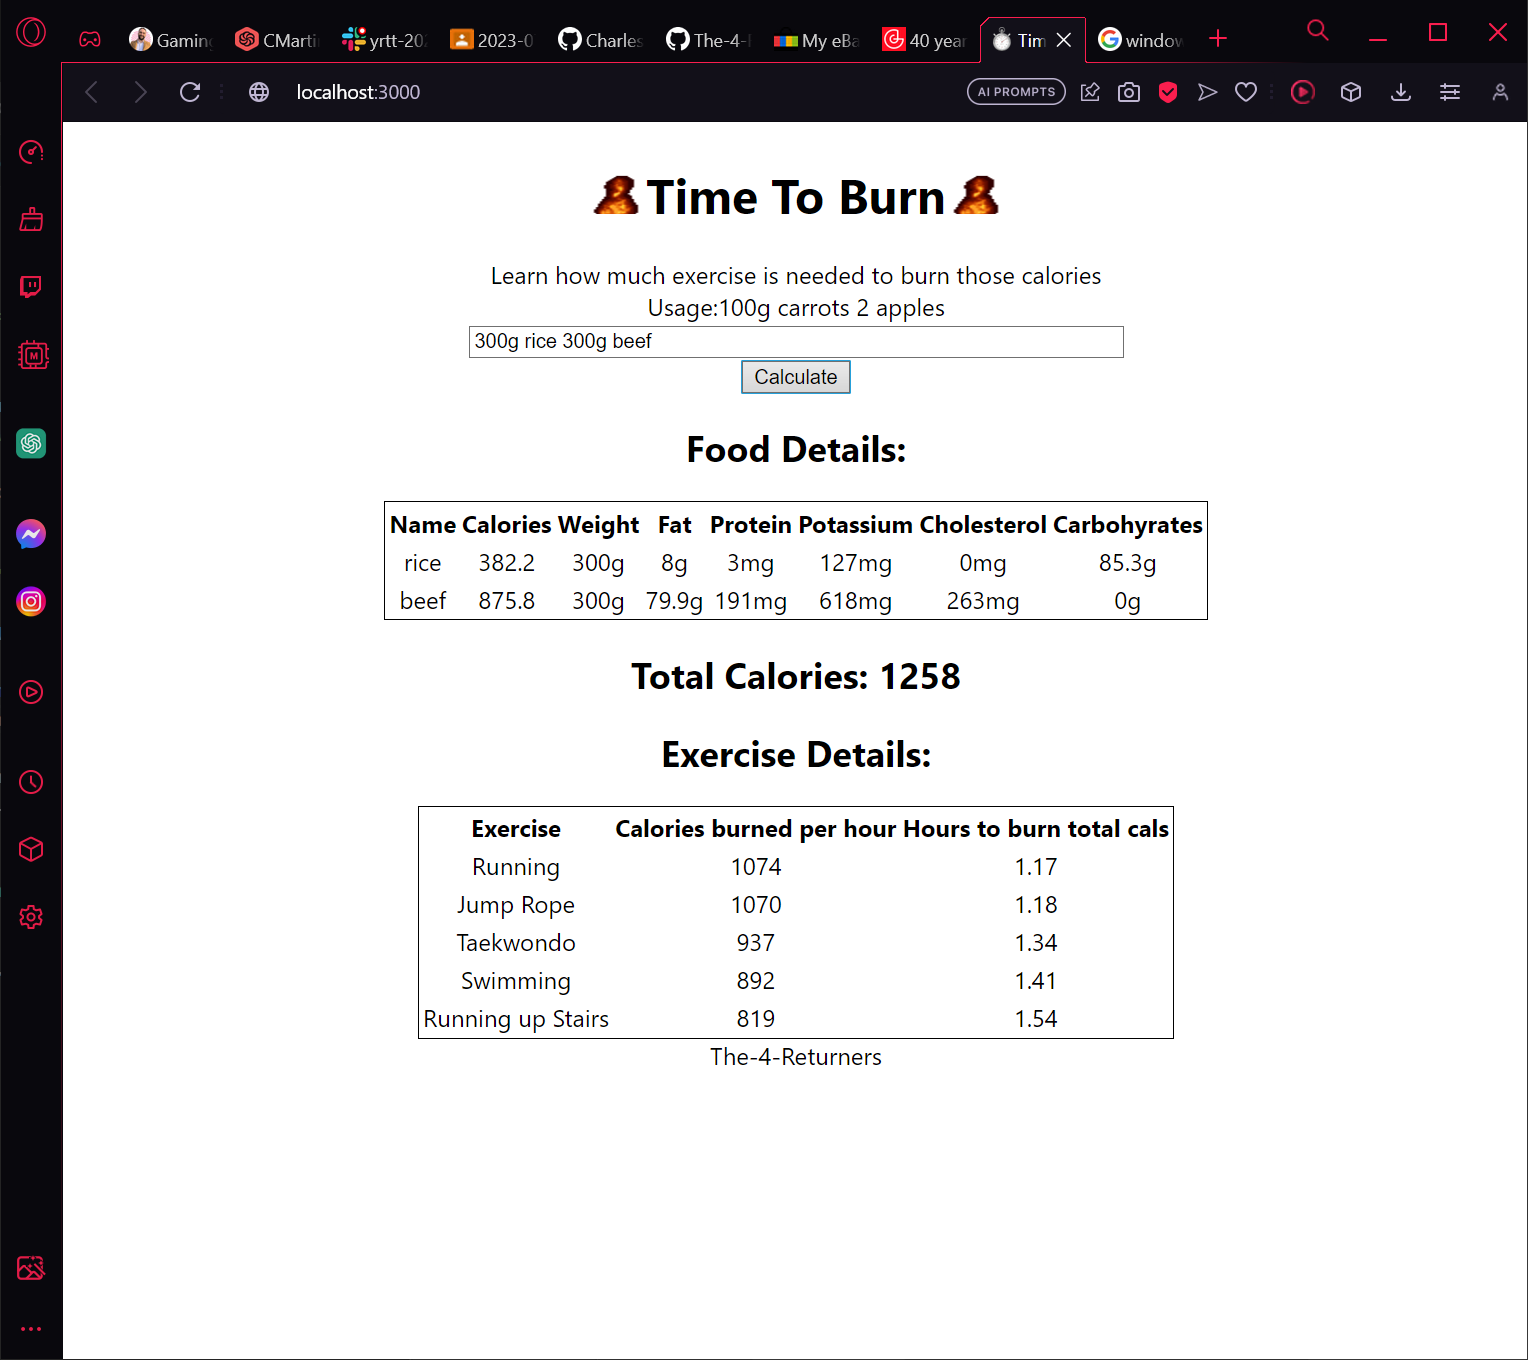 Gaming
CMarti
yrtt-202
2023-0
Charles
The-4-
My eBa
40 year
Tim
window
localhost:3000
AI PROMPTS
M
Time To Burn
Learn how much exercise is needed to burn those calories
Usage:100g carrots 2 apples
300g rice 300g beef
Calculate
Food Details:
Name Calories Weight Fat Protein Potassium Cholesterol Carbohyrates
rice 382.2 300g 8g 3mg 127mg 0mg 85.3g
beef 875.8 300g 79.9g 191mg 618mg 263mg 0g
Total Calories: 1258
Exercise Details:
Exercise Calories burned per hour Hours to burn total cals
Running 1074 1.17
Jump Rope 1070 1.18
Taekwondo 937 1.34
Swimming 892 1.41
Running up Stairs 819 1.54
The-4-Returners